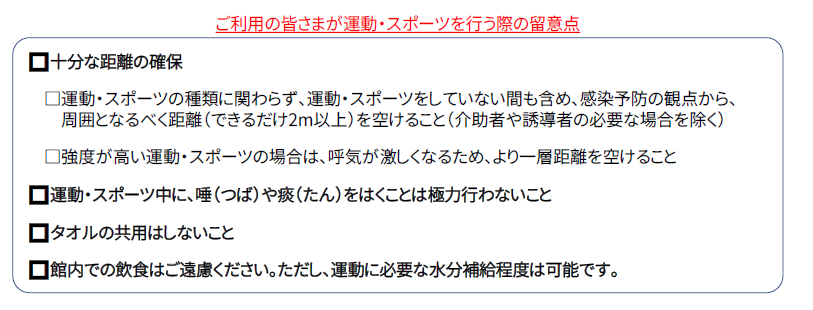 ご利用の皆さまが運動・スポーツを行う際の留意点
□十分な距離の確保
□運動・スポーツの種類に関わらず、運動・スポーツをしていない間も含め、感染予防の観点から、
周囲となるべく距離（できるだけ2m以上）を空けること（介助者や誘導者の必要な場合を除く）
□強度が高い運動・スポーツの場合は、呼気が激しくなるため、より一層距離を空けること
□運動・スポーツ中に、唾（つば）や痰（たん）をはくことは極力行わないこと
□タオルの共用はしないこと
□館内での飲食はご遠慮ください。ただし、運動に必要な水分補給程度は可能です。